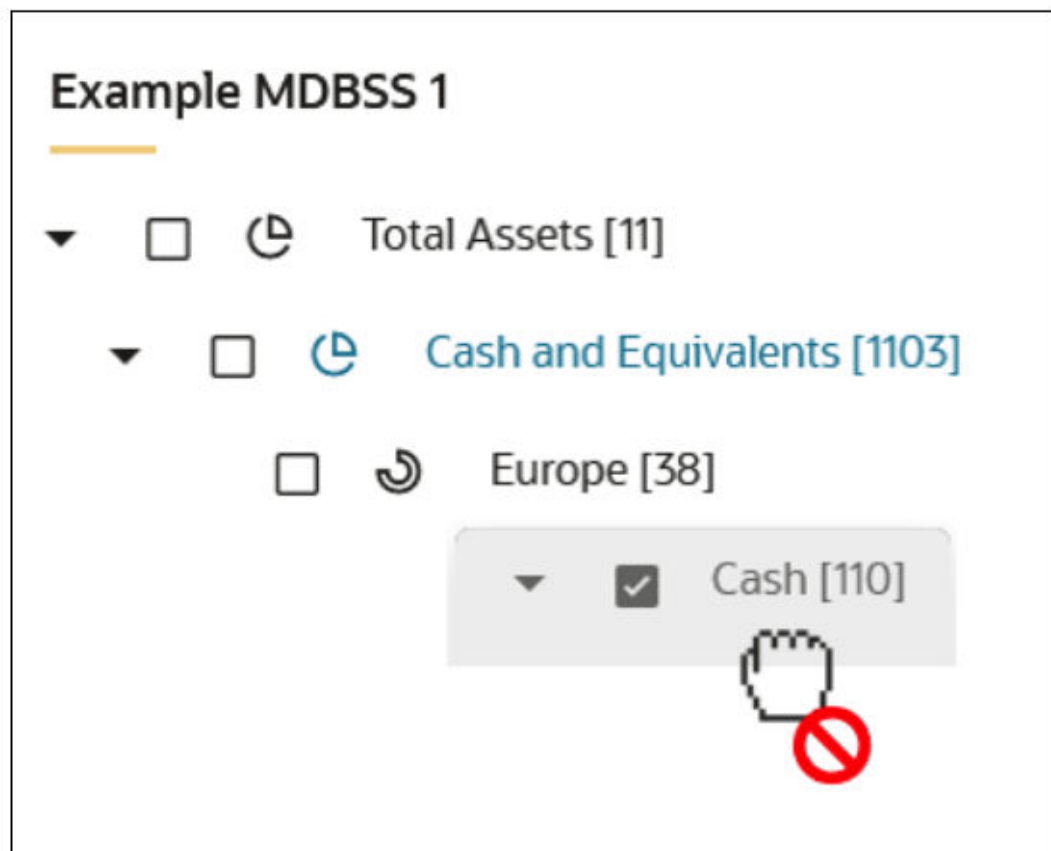 Example MDBSS 1
Total Assets [11]
Cash and Equivalents [1103]
Europe [38]
Cash [110]